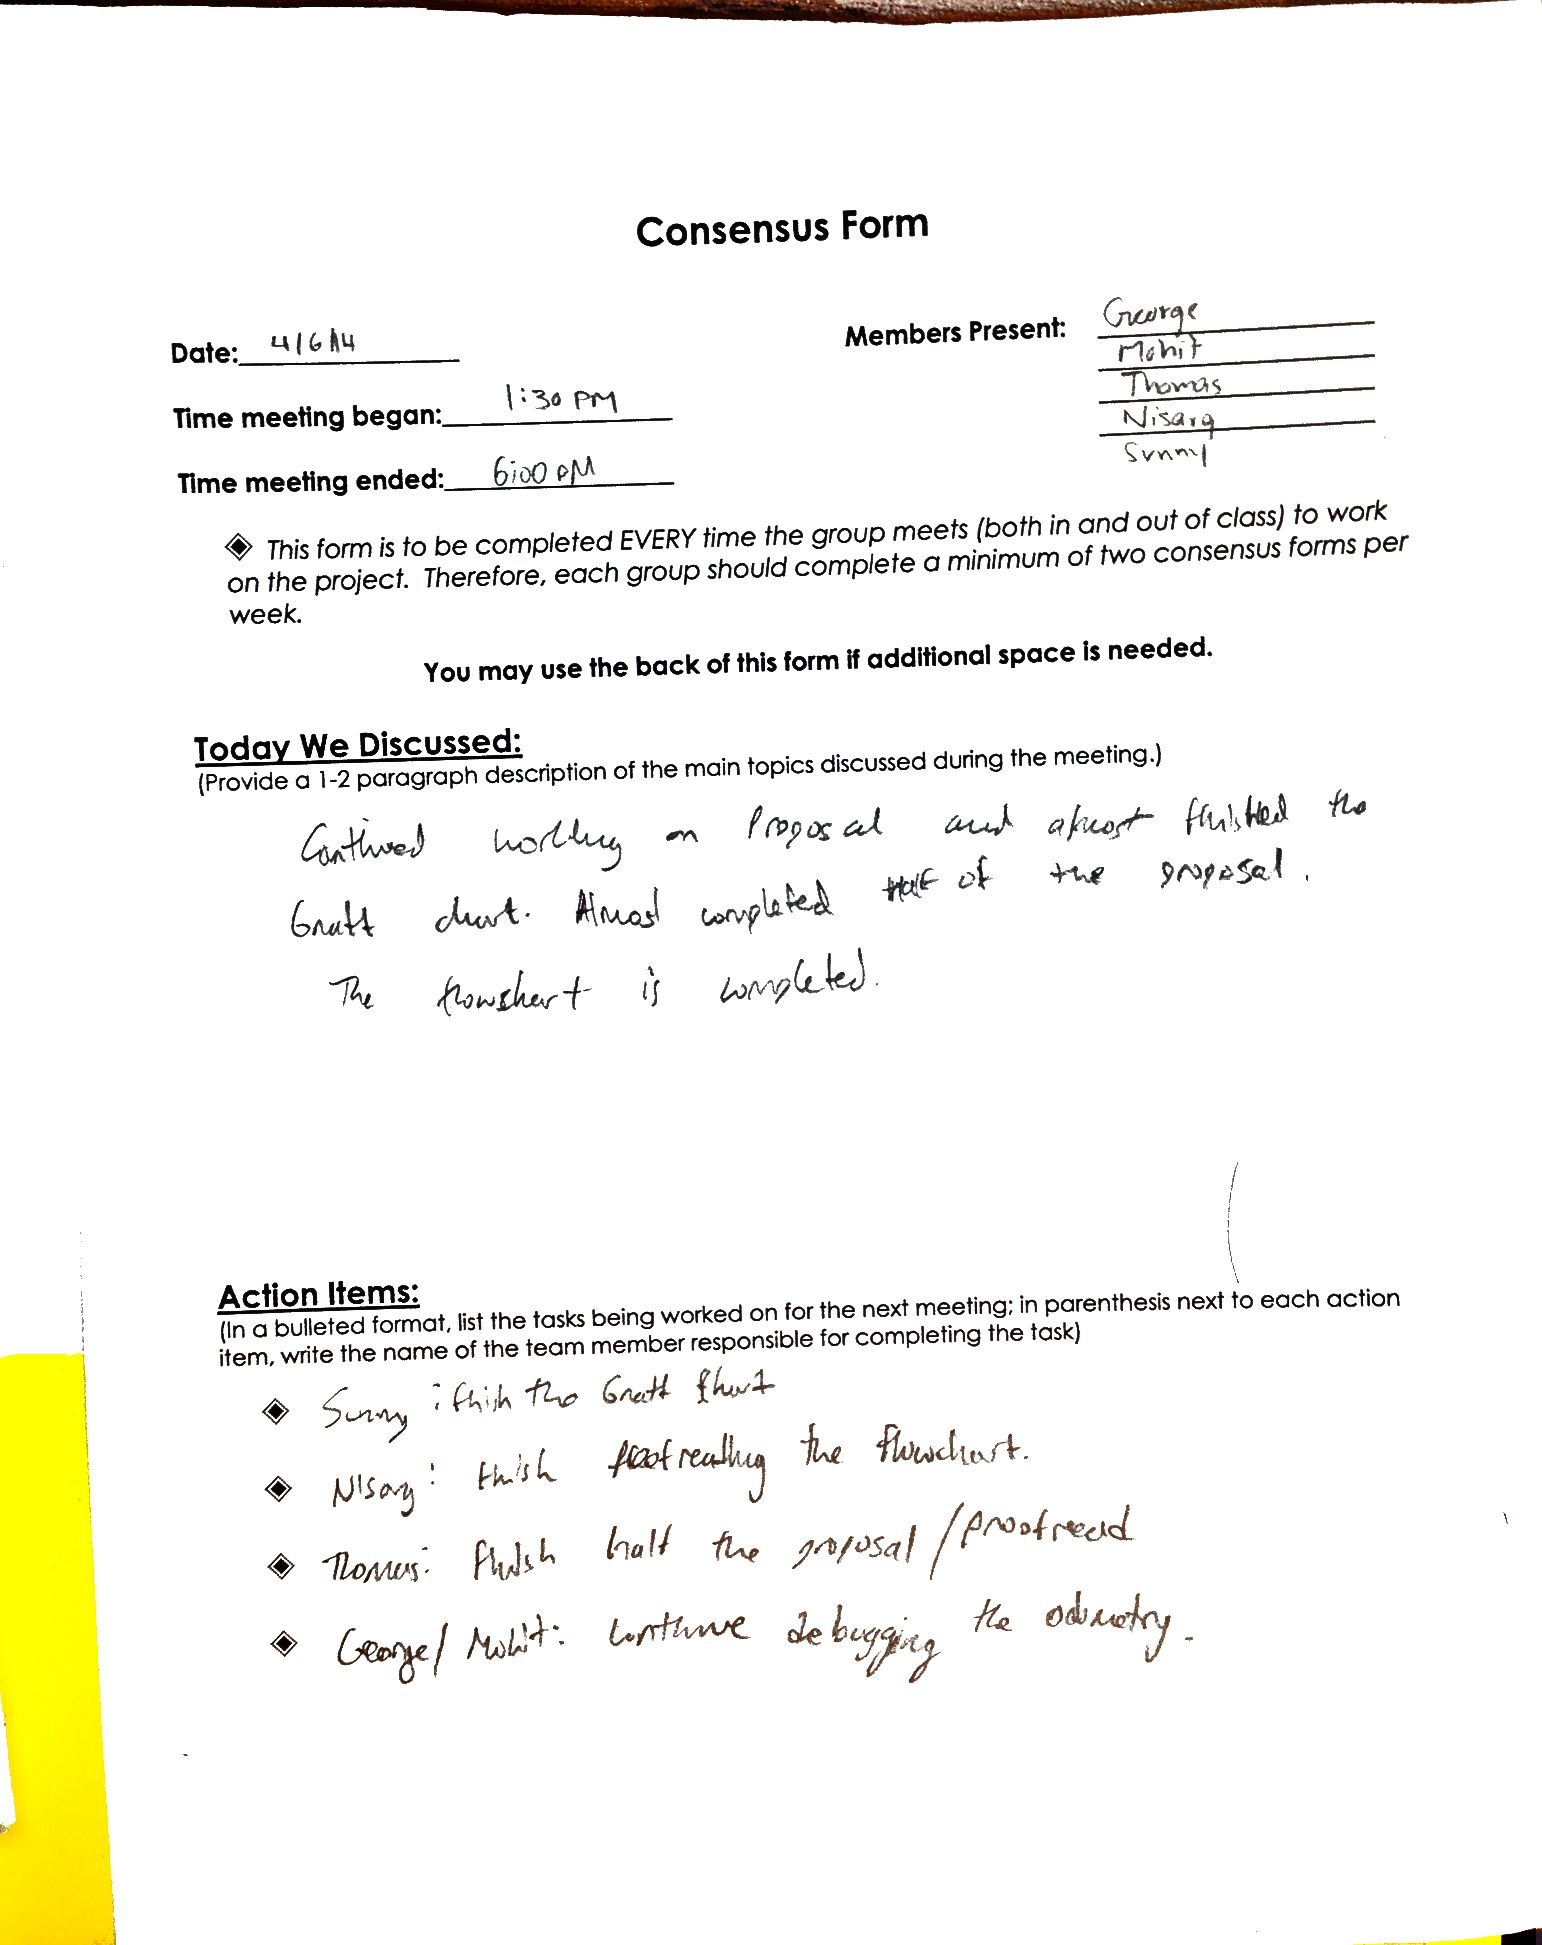 Consensus Form
Date: 4/6/14
Members Present: George
Mohit
Thomas
Nisarg
Sunny
Time meeting began: 1:30 PM
Time meeting ended: 6:00 PM
◈ This form is to be completed EVERY time the group meets (both in and out of class) to work
on the project. Therefore, each group should complete a minimum of two consensus forms per
week.
You may use the back of this form if additional space is needed.
Today We Discussed:
(Provide a 1-2 paragraph description of the main topics discussed during the meeting.)
Continued working on Proposal and almost finished the
Gnatt chart. Almost completed Half of the proposal.
The flowshart is completed.
Action Items:
(In a bulleted format, list the tasks being worked on for the next meeting; in parenthesis next to each action
item, write the name of the team member responsible for completing the task)
◈ Sunny: finish the Gnatt
◈ Nisarg: finish proofreading the flowchart.
◈ Thomas: finish half the proposal/proofread
◈ George/Mohit: continue debugging the odometry.